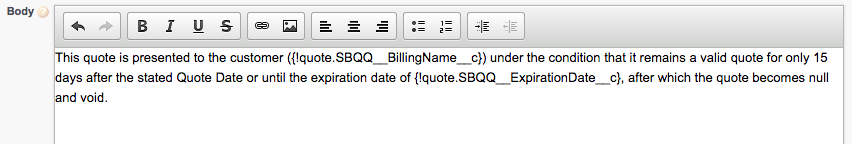 Body
B I U S
This quote is presented to the customer ({!quote.SBQQ__BillingName__c}) under the condition that it remains a valid quote for only 15
days after the stated Quote Date or until the expiration date of {!quote.SBQQ__ExpirationDate__c}, after which the quote becomes null
and void.